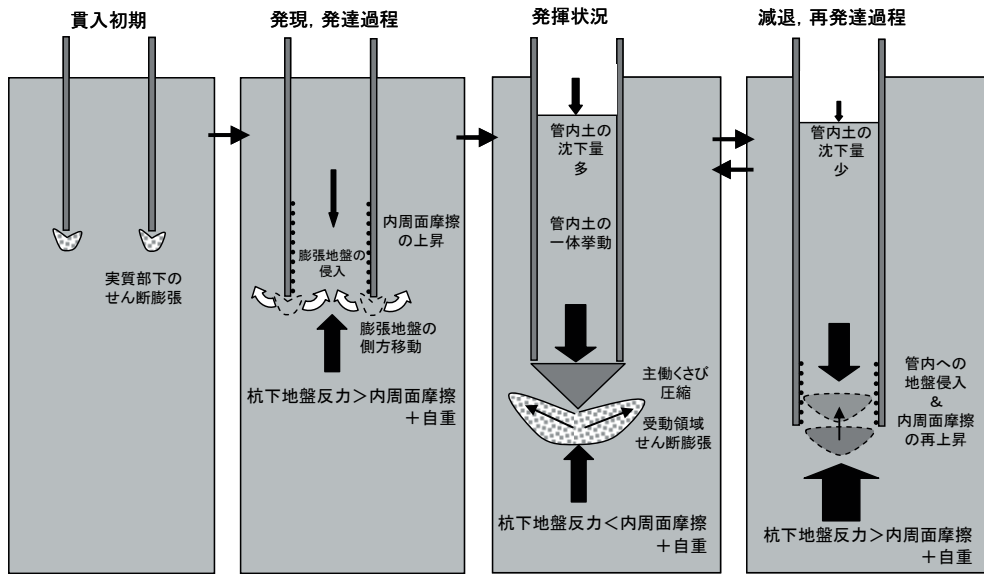 貫入初期
実質部下の
せん断膨張
発現, 発達過程
内周面摩擦
の上昇
膨張地盤の
侵入
膨張地盤の
側方移動
杭下地盤反力＞内周面摩擦
＋自重
発揮状況
管内土の
沈下量
多
管内土の
一体挙動
主働くさび
圧縮
受動領域
せん断膨張
杭下地盤反力＜内周面摩擦
＋自重
減退, 再発達過程
管内土の
沈下量
少
管内への
地盤侵入
＆
内周面摩擦
の再上昇
杭下地盤反力＞内周面摩擦
＋自重